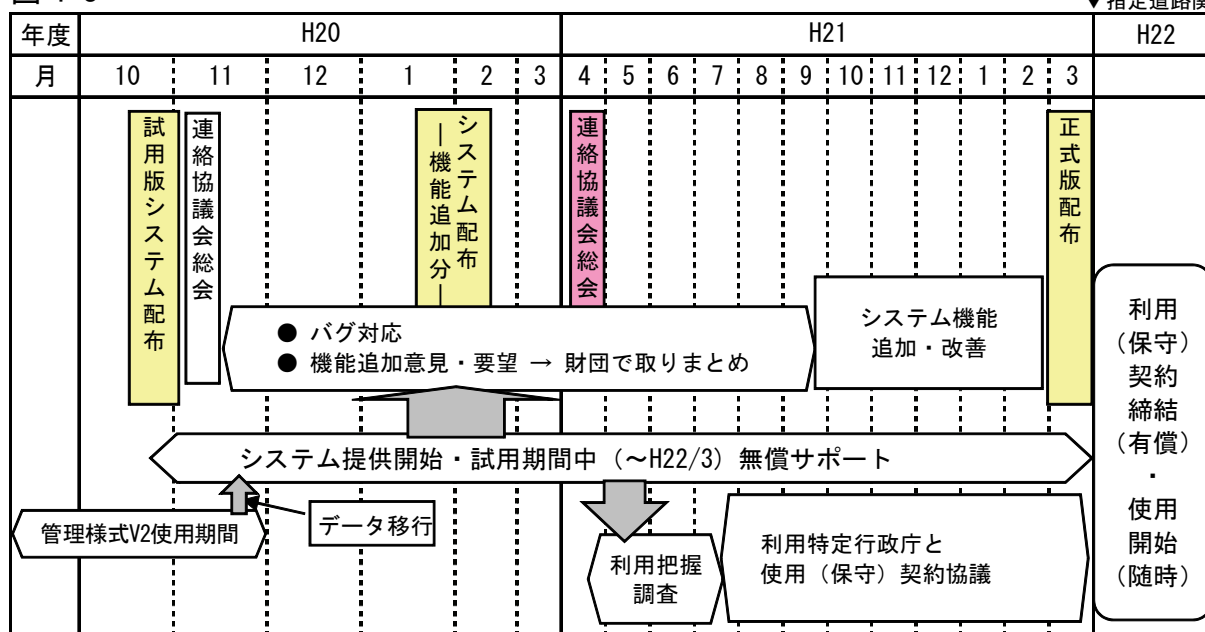 ▼指定道路関
年度 H20 H21 H22
月 10 11 12 1 2 3 4 5 6 7 8 9 10 11 12 1 2 3
試用版システム配布
連絡協議会総会
システム配布
―機能追加分―
連絡協議会総会
正式版配布
● バグ対応
● 機能追加意見・要望 → 財団で取りまとめ
システム機能
追加・改善
システム提供開始・試用期間中(~H22/3)無償サポート
管理様式V2使用期間
データ移行
利用把握
調査
利用特定行政庁と
使用(保守)契約協議
利用
(保守)
契約
締結
(有償)
・
使用
開始
(随時)